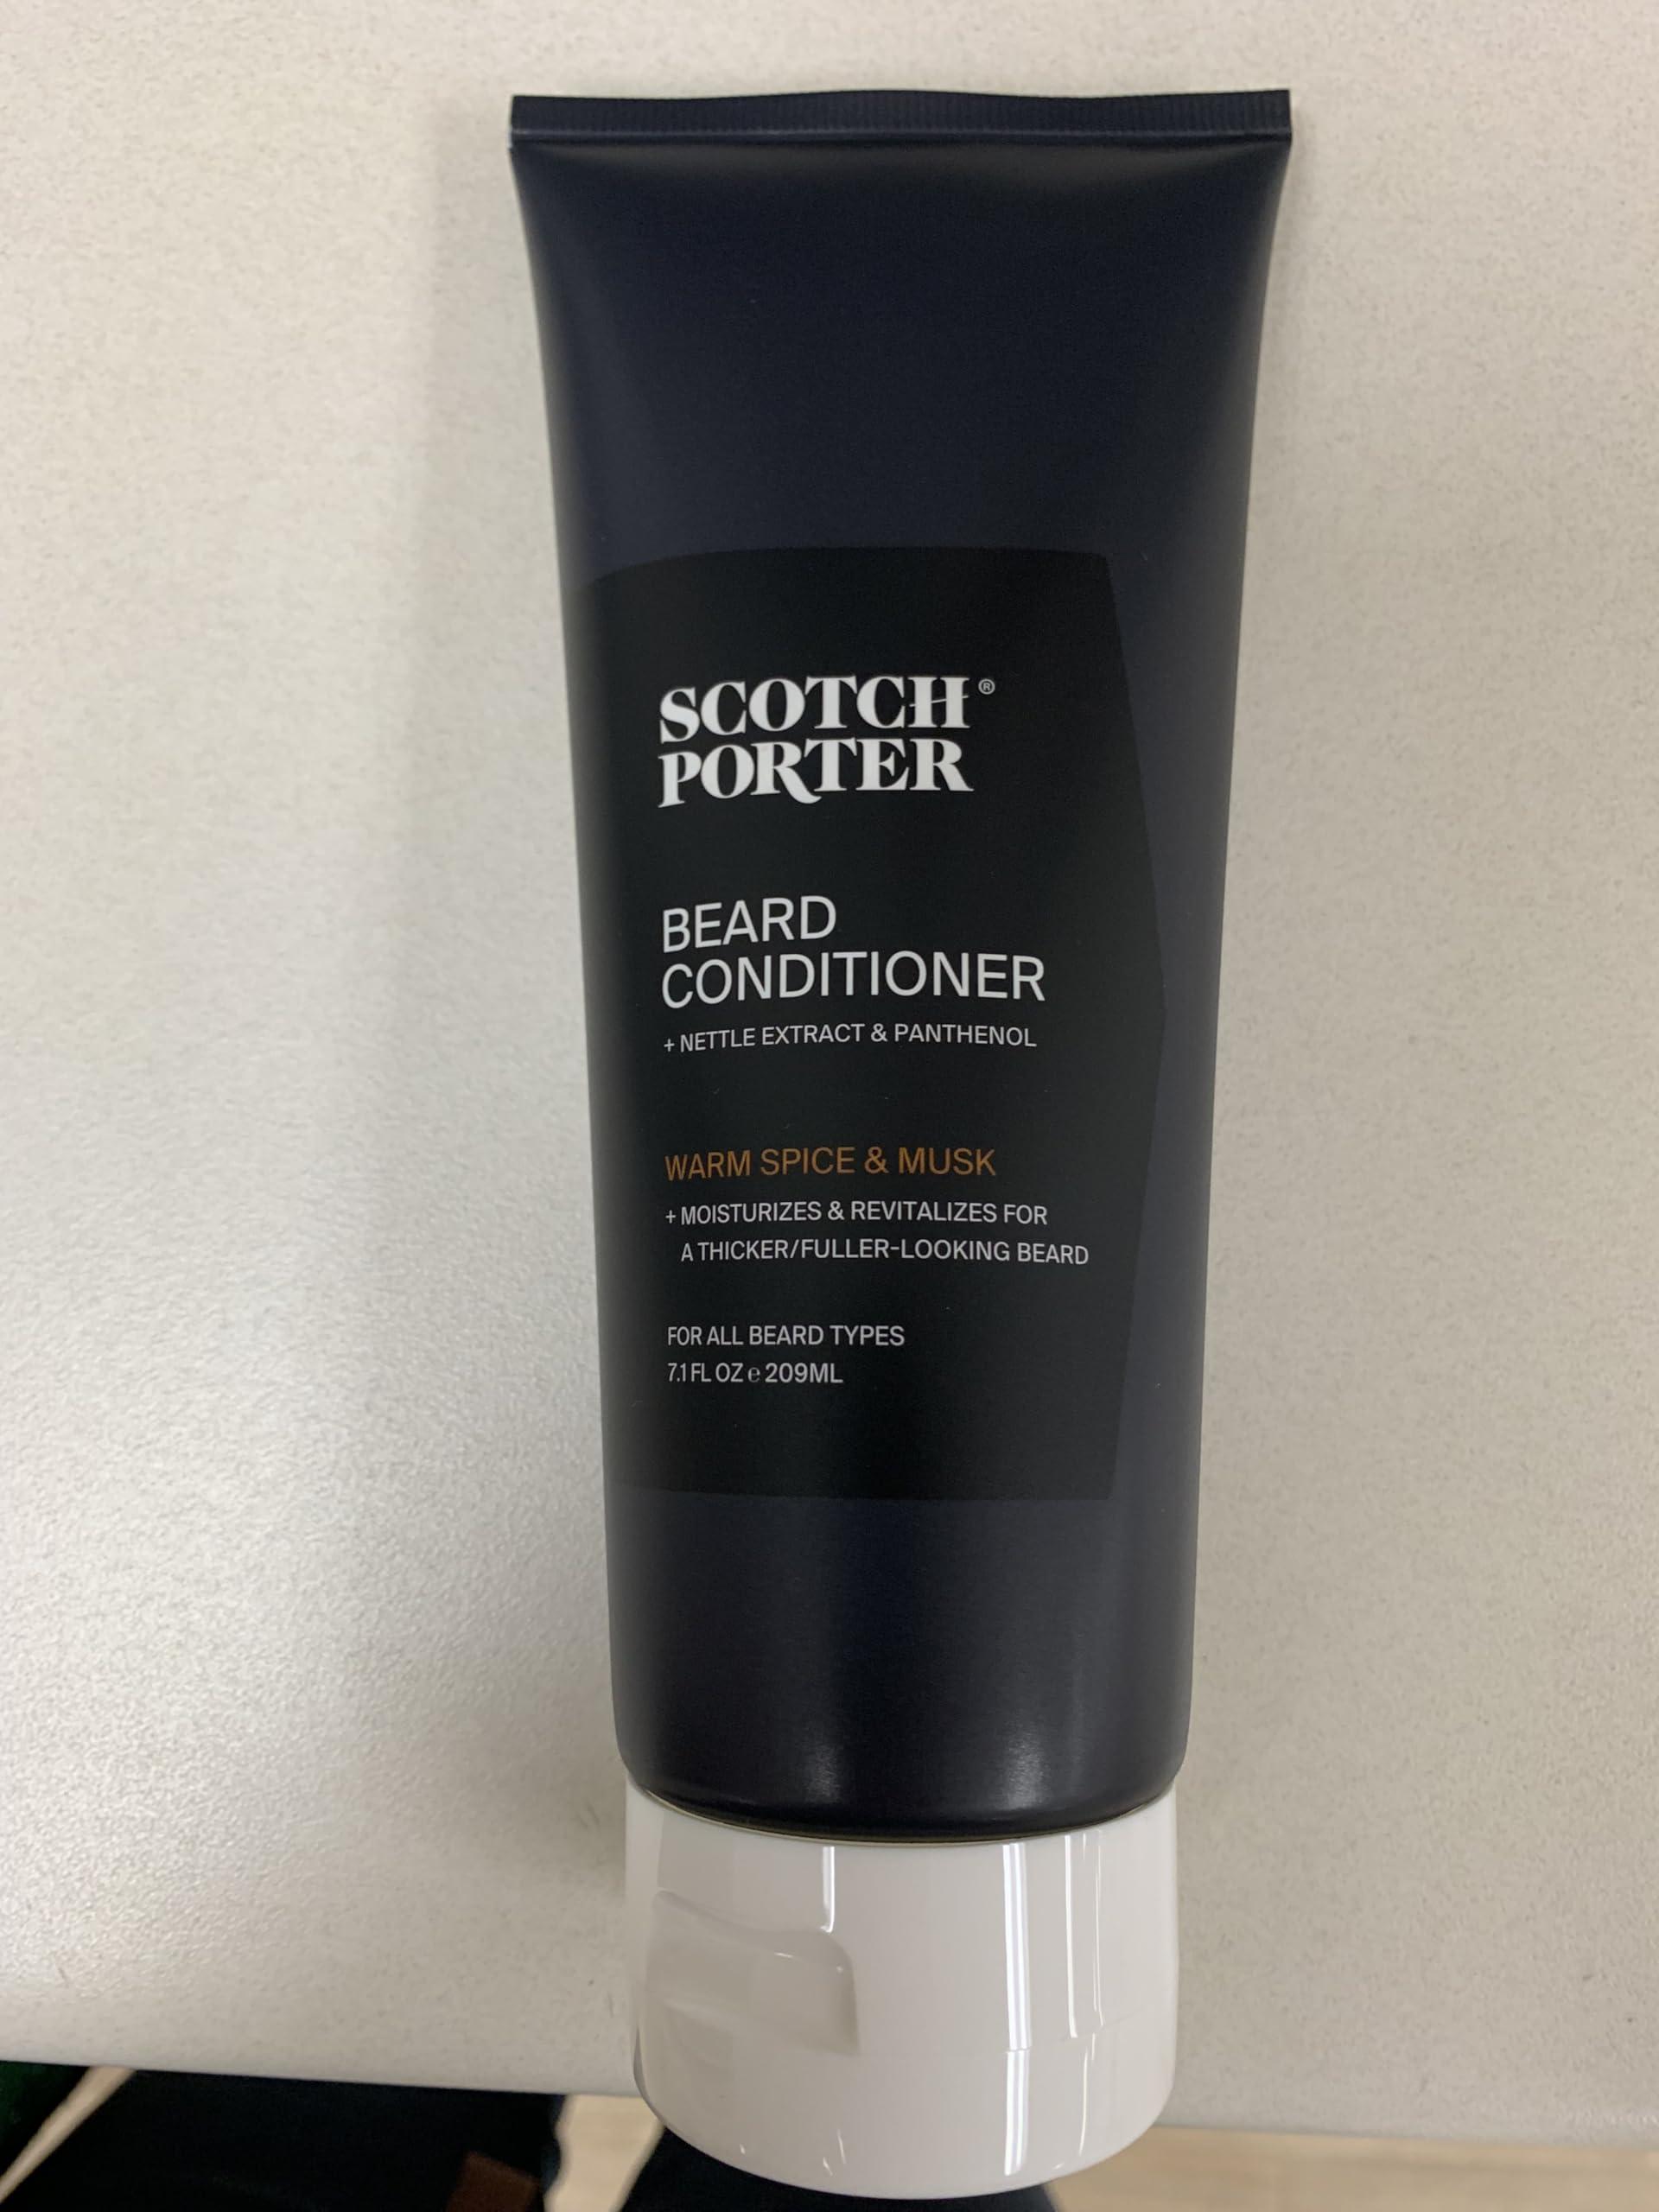 SCOTCH®
PORTER
BEARD
CONDITIONER
+ NETTLE EXTRACT & PANTHENOL
WARM SPICE & MUSK
+ MOISTURIZES & REVITALIZES FOR
A THICKER/FULLER-LOOKING BEARD
FOR ALL BEARD TYPES
7.1 FL OZ ℮ 209ML